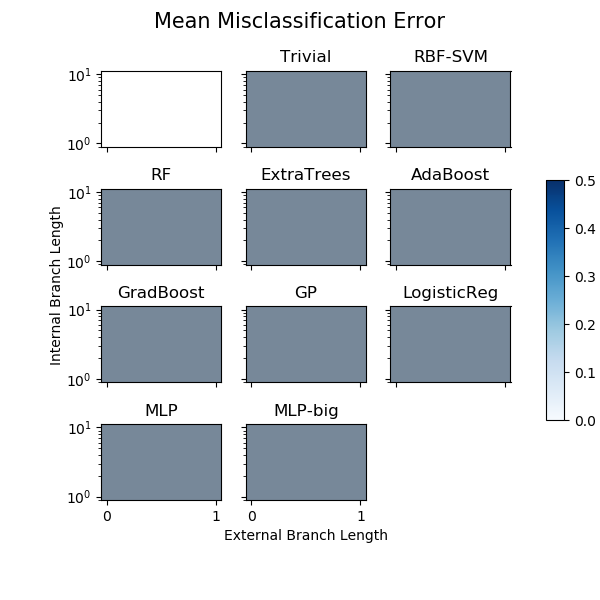 Mean Misclassification Error
Trivial
RBF-SVM
10¹
10⁰
RF
ExtraTrees
AdaBoost
10¹
10⁰
GradBoost
GP
LogisticReg
10¹
10⁰
MLP
MLP-big
10¹
10⁰
0 1
0 1
Internal Branch Length
External Branch Length
0.5
0.4
0.3
0.2
0.1
0.0